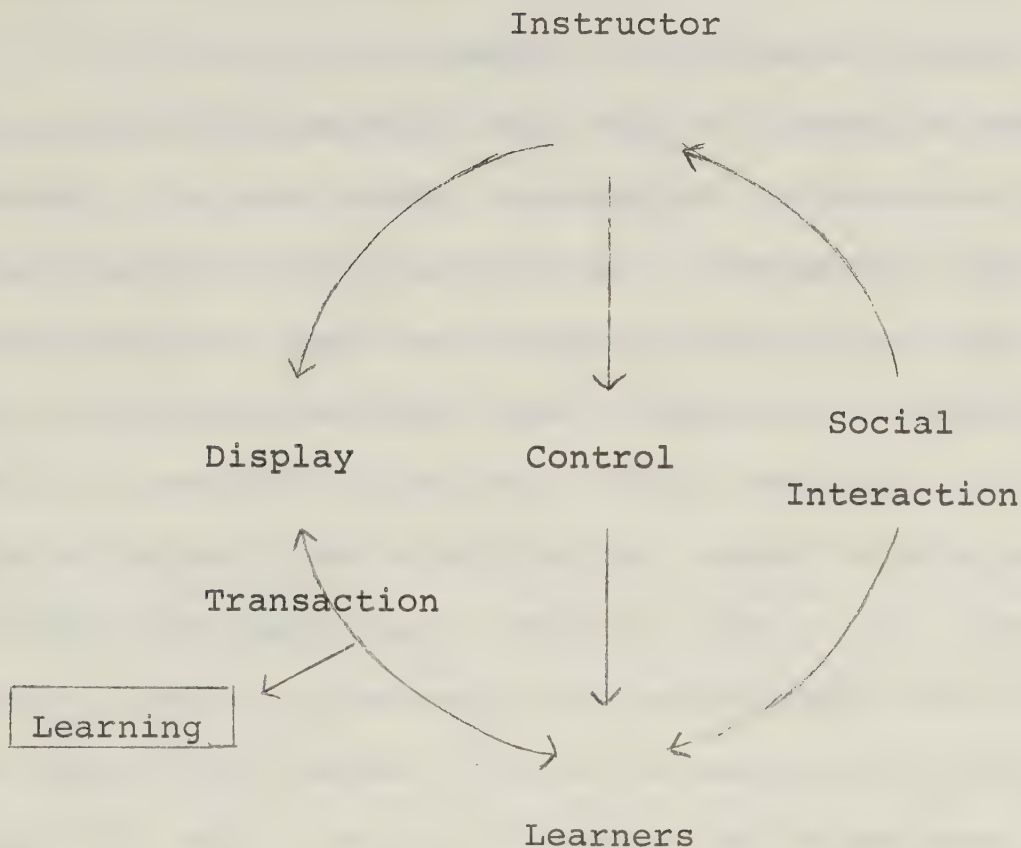 Instructor
Social
Display
Control
Interaction
Transaction
Learning
Learners